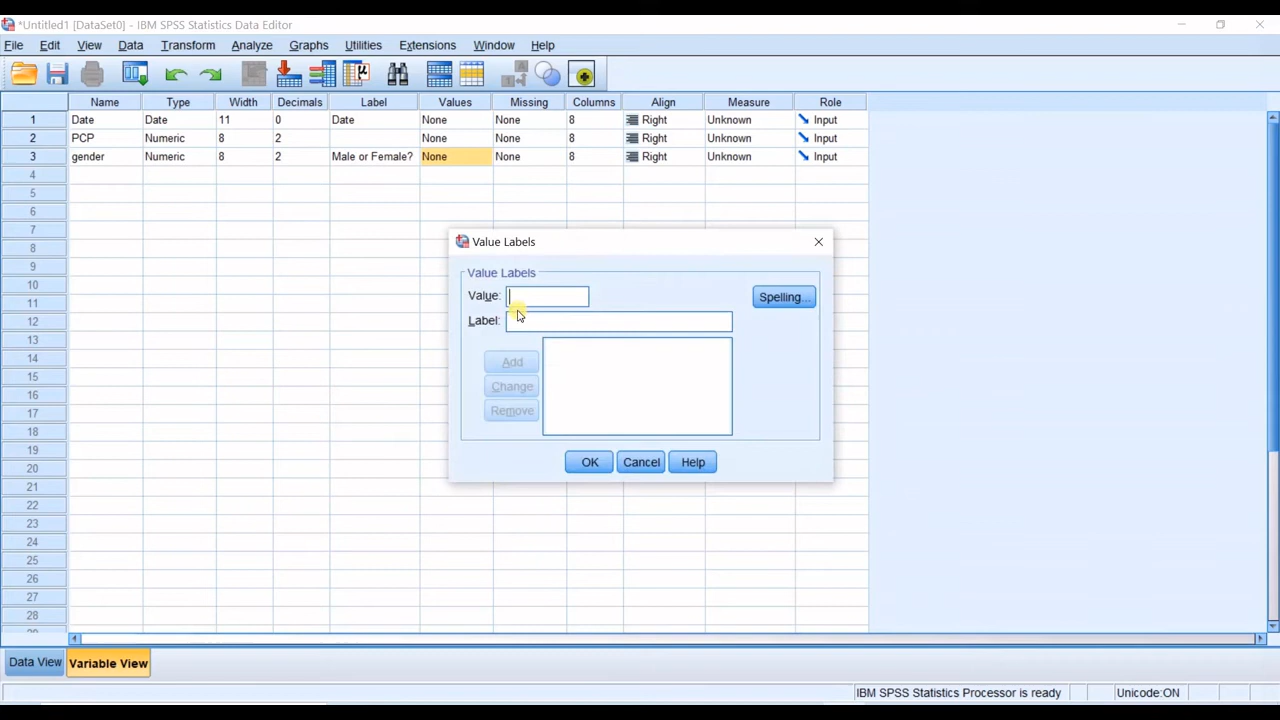 *Untitled1 [DataSet0] - IBM SPSS Statistics Data Editor
File Edit View Data Transform Analyze Graphs Utilities Extensions Window Help
Name Type Width Decimals Label Values Missing Columns Align Measure Role
1 Date Date 11 0 Date None None 8 Right Unknown Input
2 PCP Numeric 8 2 None None 8 Right Unknown Input
3 gender Numeric 8 2 Male or Female? None None 8 Right Unknown Input
4
5
6
7
8
9
10
11
12
13
14
15
16
17
18
19
20
21
22
23
24
25
26
27
28
Value Labels
Value Labels
Value:
Spelling...
Label:
Add
Change
Remove
OK Cancel Help
Data View Variable View
IBM SPSS Statistics Processor is ready Unicode:ON